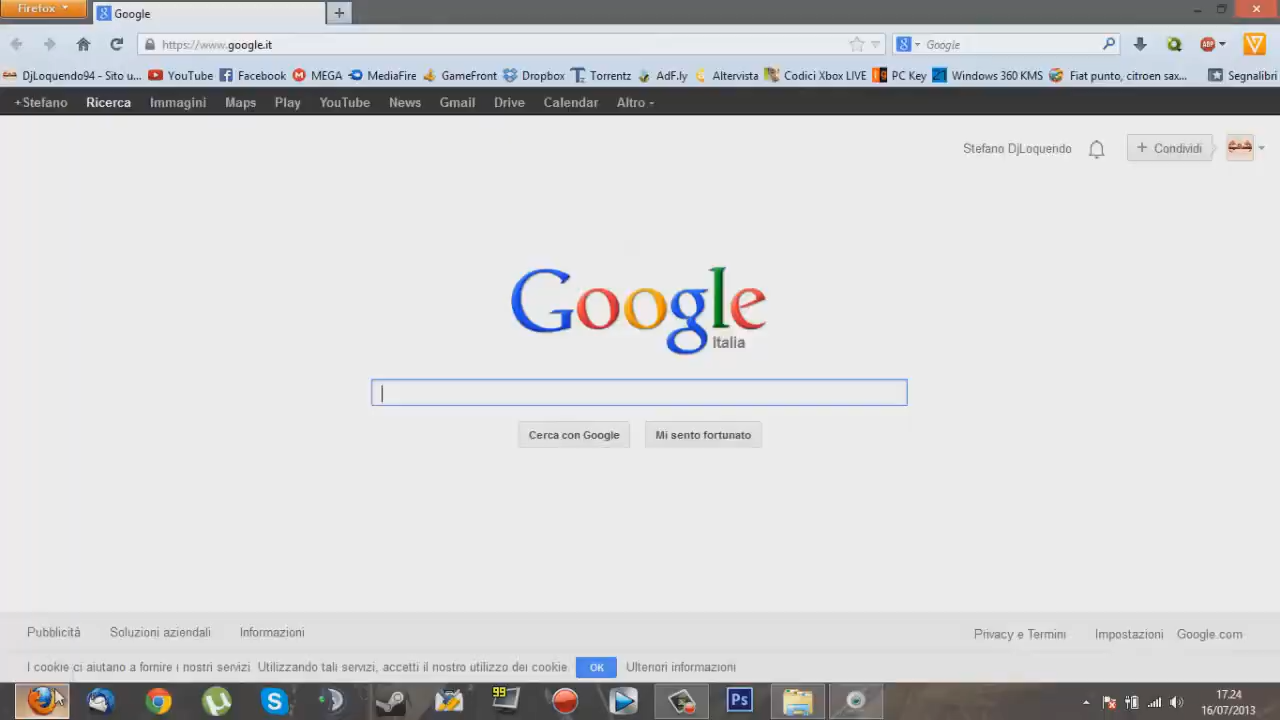 Firefox
Google
https://www.google.it
Google
DjLoquendo94 - Sito u... YouTube Facebook MEGA MediaFire GameFront Dropbox Torrentz AdF.ly Altervista Codici Xbox LIVE PC Key Windows 360 KMS Fiat punto, citroen sax... Segnalibri
+Stefano Ricerca Immagini Maps Play YouTube News Gmail Drive Calendar Altro
Stefano DjLoquendo + Condividi
Google
Italia
Cerca con Google Mi sento fortunato
Pubblicità Soluzioni aziendali Informazioni Privacy e Termini Impostazioni Google.com
I cookie ci aiutano a fornire i nostri servizi. Utilizzando tali servizi, accetti il nostro utilizzo dei cookie. OK Ulteriori informazioni
99 Ps 17.24
16/07/2013